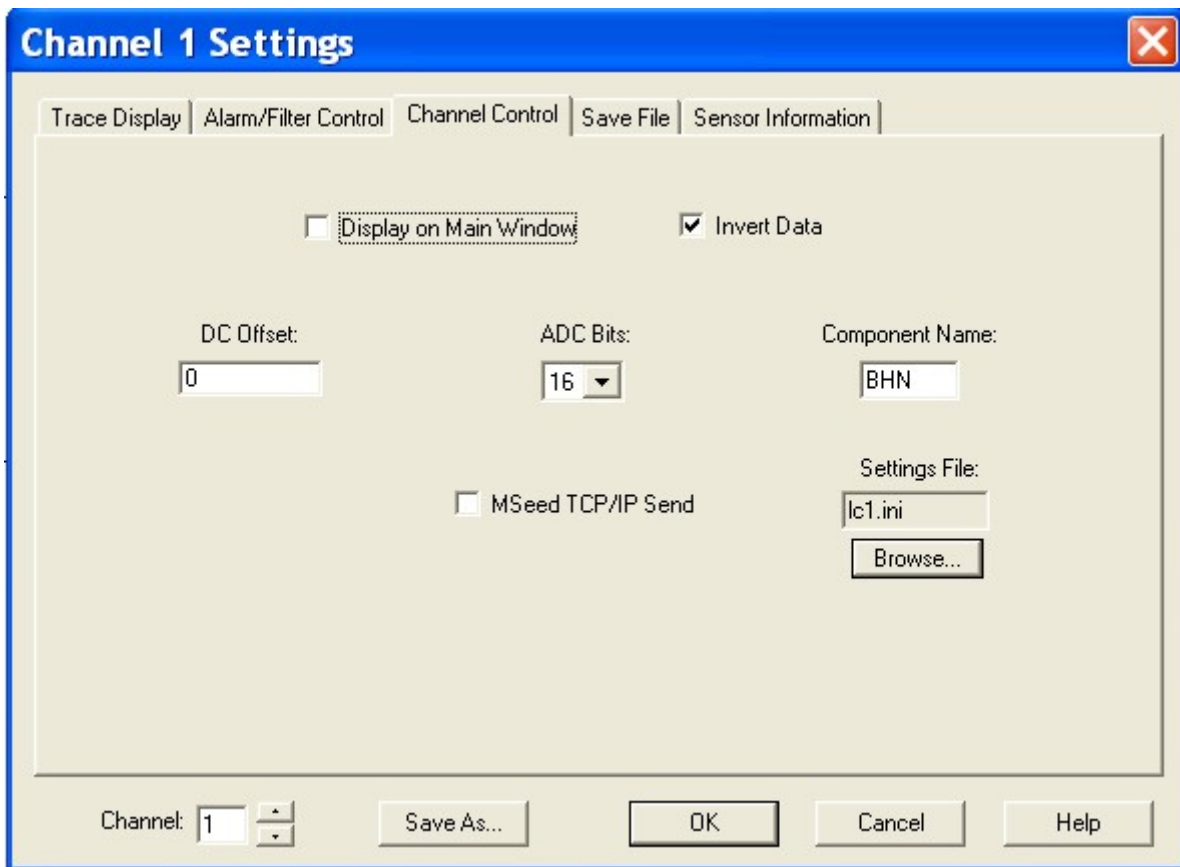 Channel 1 Settings
Trace Display Alarm/Filter Control Channel Control Save File Sensor Information
Display on Main Window Invert Data
DC Offset: ADC Bits: Component Name:
0 16 BHN
Settings File:
MSeed TCP/IP Send lc1.ini
Browse...
Channel: 1 Save As... OK Cancel Help